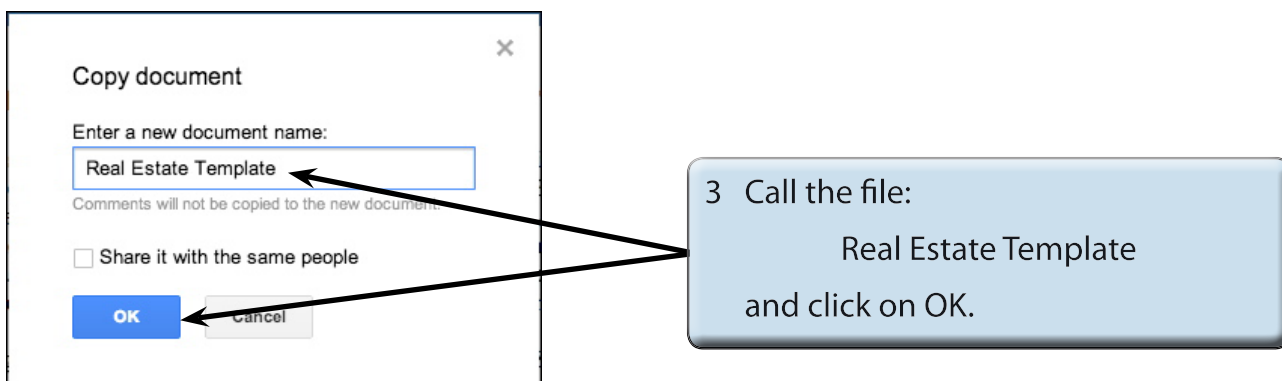 Copy document
Enter a new document name:
Real Estate Template
Comments will not be copied to the new document.
Share it with the same people
OK
Cancel
3 Call the file:
Real Estate Template
and click on OK.